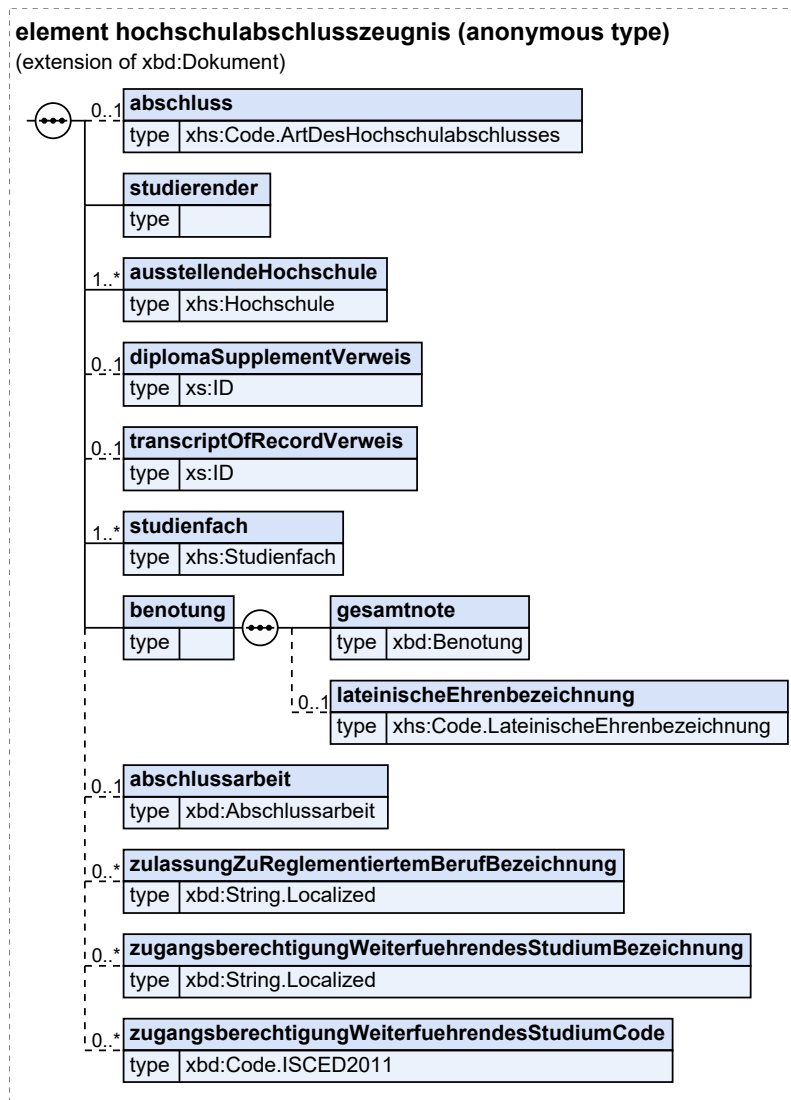 element hochschulabschlusszeugnis (anonymous type)
(extension of xbd:Dokument)
0..1 abschluss
type xhs:Code.ArtDesHochschulabschlusses
studierender
type
1..* ausstellendeHochschule
type xhs:Hochschule
0..1 diplomaSupplementVerweis
type xs:ID
0..1 transcriptOfRecordVerweis
type xs:ID
1..* studienfach
type xhs:Studienfach
benotung gesamtnote
type type xbd:Benotung
0..1 lateinischeEhrenbezeichnung
type xhs:Code.LateinischeEhrenbezeichnung
0..1 abschlussarbeit
type xbd:Abschlussarbeit
0..* zulassungZuReglementiertemBerufBezeichnung
type xbd:String.Localized
0..* zugangsberechtigungWeiterfuehrendesStudiumBezeichnung
type xbd:String.Localized
0..* zugangsberechtigungWeiterfuehrendesStudiumCode
type xbd:Code.ISCED2011